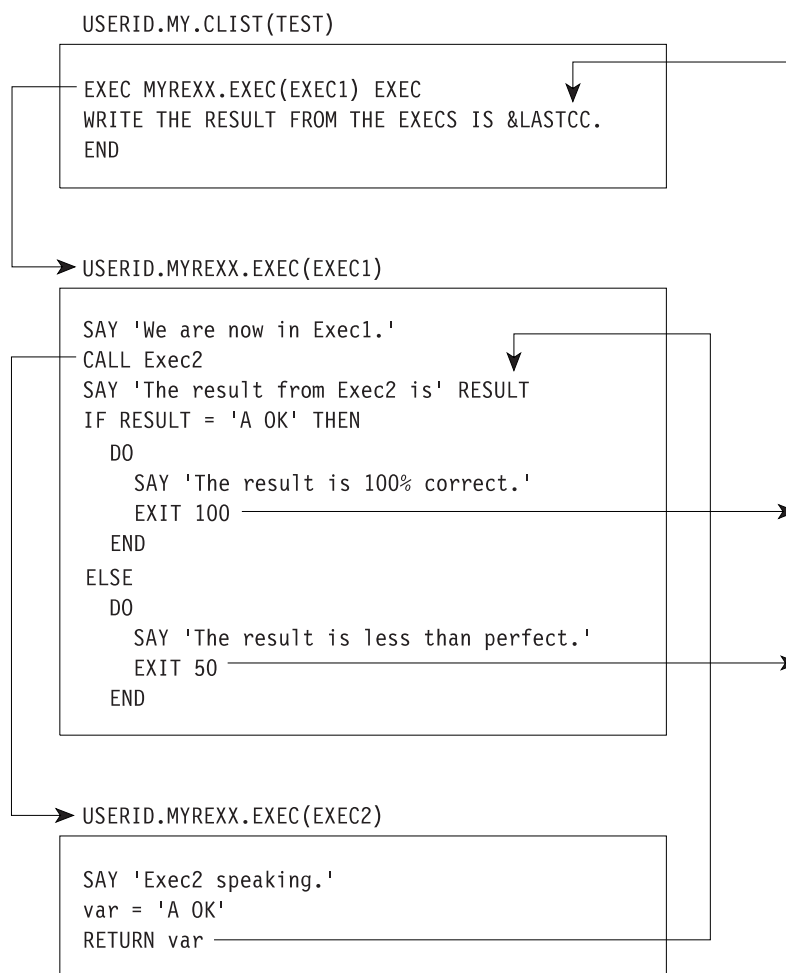 USERID.MY.CLIST(TEST)
EXEC MYREXX.EXEC(EXEC1) EXEC
WRITE THE RESULT FROM THE EXECS IS &LASTCC.
END
USERID.MYREXX.EXEC(EXEC1)
SAY 'We are now in Exec1.'
CALL Exec2
SAY 'The result from Exec2 is' RESULT
IF RESULT = 'A OK' THEN
DO
SAY 'The result is 100% correct.'
EXIT 100
END
ELSE
DO
SAY 'The result is less than perfect.'
EXIT 50
END
USERID.MYREXX.EXEC(EXEC2)
SAY 'Exec2 speaking.'
var = 'A OK'
RETURN var